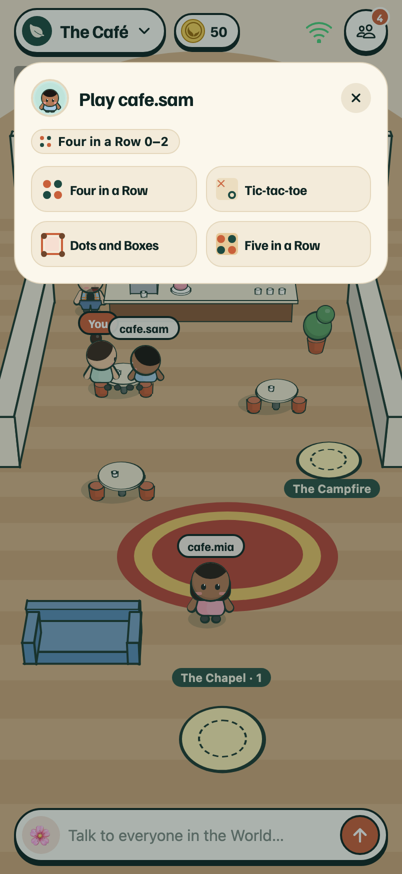 The Café
50
4
Play cafe.sam
Four in a Row 0–2
Four in a Row
Tic-tac-toe
Dots and Boxes
Five in a Row
You
cafe.sam
The Campfire
cafe.mia
The Chapel · 1
Talk to everyone in the World...